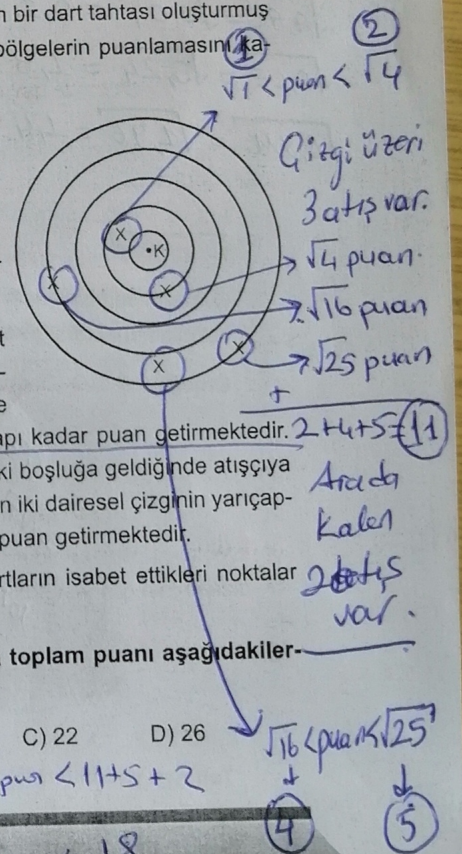 bir dart tahtası oluşturmuş
bölgelerin puanlamasını ka-
① ②
√1 < puan < √4
Çizgi üzeri
3 atış var.
X
•K
X → √4 puan.
X → √16 puan
X → √25 puan
X
+
apı kadar puan getirmektedir. 2+4+5=11
ki boşluğa geldiğinde atışçıya
Arada
n iki dairesel çizginin yarıçap-
kalan
puan getirmektedir.
rtların isabet ettikleri noktalar
2 atış
var.
toplam puanı aşağıdakiler-
C) 22 D) 26
√16 < puan < √25
puan < 11+5+2
④ ⑤
18